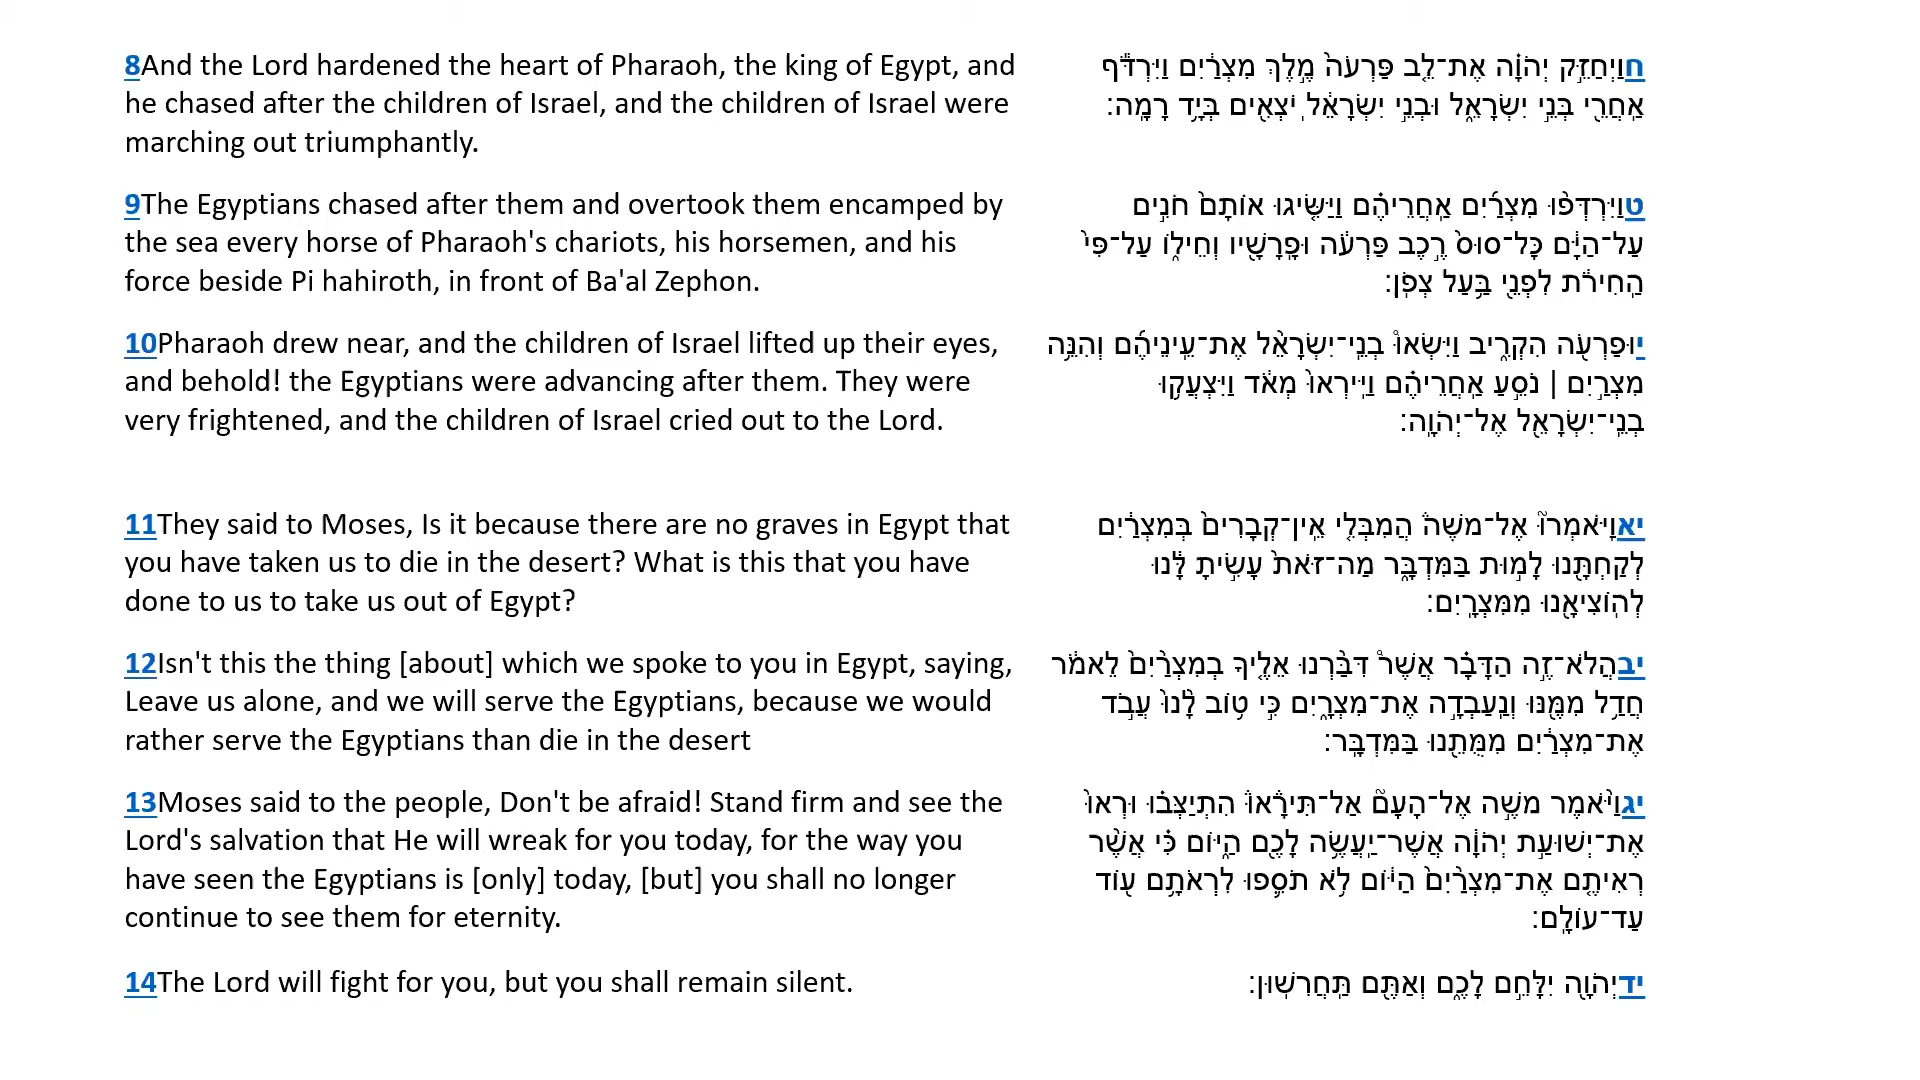 8And the Lord hardened the heart of Pharaoh, the king of Egypt, and
he chased after the children of Israel, and the children of Israel were
marching out triumphantly.
חוַיְחַזֵּ֣ק יְהֹוָ֗ה אֶת־לֵ֤ב פַּרְעֹה֙ מֶ֣לֶךְ מִצְרַ֔יִם וַיִּרְדֹּ֕ף
אַֽחֲרֵ֖י בְּנֵ֣י יִשְׂרָאֵ֑ל וּבְנֵ֣י יִשְׂרָאֵ֔ל יֹֽצְאִ֖ים בְּיָ֥ד רָמָֽה׃
9The Egyptians chased after them and overtook them encamped by
the sea every horse of Pharaoh's chariots, his horsemen, and his
force beside Pi hahiroth, in front of Ba'al Zephon.
טוַיִּרְדְּפ֨וּ מִצְרַ֜יִם אַֽחֲרֵיהֶ֗ם וַיַּשִּׂ֤יגוּ אוֹתָם֙ חֹנִ֣ים
עַל־הַיָּ֔ם כָּל־סוּס֙ רֶ֣כֶב פַּרְעֹ֔ה וּפָֽרָשָׁ֖יו וְחֵיל֑וֹ עַל־פִּי֙
הַֽחִירֹ֔ת לִפְנֵ֖י בַּ֥עַל צְפֹֽן׃
10Pharaoh drew near, and the children of Israel lifted up their eyes,
and behold! the Egyptians were advancing after them. They were
very frightened, and the children of Israel cried out to the Lord.
יוּפַרְעֹ֖ה הִקְרִ֑יב וַיִּשְׂאוּ֩ בְנֵֽי־יִשְׂרָאֵ֨ל אֶת־עֵֽינֵיהֶ֜ם וְהִנֵּ֥ה
מִצְרַ֣יִם | נֹסֵ֣עַ אַֽחֲרֵיהֶ֗ם וַיִּֽירְאוּ֙ מְאֹ֔ד וַיִּצְעֲק֥וּ
בְנֵֽי־יִשְׂרָאֵ֖ל אֶל־יְהֹוָֽה׃
11They said to Moses, Is it because there are no graves in Egypt that
you have taken us to die in the desert? What is this that you have
done to us to take us out of Egypt?
יאוַיֹּֽאמְרוּ֘ אֶל־משֶׁה֒ הֲמִבְּלִ֤י אֵֽין־קְבָרִים֙ בְּמִצְרַ֔יִם
לְקַחְתָּ֖נוּ לָמ֣וּת בַּמִּדְבָּ֑ר מַה־זֹּאת֙ עָשִׂ֣יתָ לָּ֔נוּ
לְהֽוֹצִיאָ֖נוּ מִמִּצְרָֽיִם׃
12Isn't this the thing [about] which we spoke to you in Egypt, saying,
Leave us alone, and we will serve the Egyptians, because we would
rather serve the Egyptians than die in the desert
יבהֲלֹא־זֶ֣ה הַדָּבָ֗ר אֲשֶׁר֩ דִּבַּ֨רְנוּ אֵלֶ֤יךָ בְמִצְרַ֨יִם֙ לֵאמֹ֔ר
חֲדַ֥ל מִמֶּ֖נּוּ וְנַֽעַבְדָ֣ה אֶת־מִצְרָ֑יִם כִּ֣י ט֥וֹב לָ֨נוּ֙ עֲבֹ֣ד
אֶת־מִצְרַ֔יִם מִמֻּתֵ֖נוּ בַּמִּדְבָּֽר׃
13Moses said to the people, Don't be afraid! Stand firm and see the
Lord's salvation that He will wreak for you today, for the way you
have seen the Egyptians is [only] today, [but] you shall no longer
continue to see them for eternity.
יגוַיֹּ֨אמֶר משֶׁ֣ה אֶל־הָעָם֘ אַל־תִּירָ֒אוּ֒ הִתְיַצְּב֗וּ וּרְאוּ֙
אֶת־יְשׁוּעַ֣ת יְהֹוָ֔ה אֲשֶׁר־יַֽעֲשֶׂ֥ה לָכֶ֖ם הַיּ֑וֹם כִּ֗י אֲשֶׁ֨ר
רְאִיתֶ֤ם אֶת־מִצְרַ֨יִם֙ הַיּ֔וֹם לֹ֥א תֹסִ֛פוּ לִרְאֹתָ֥ם ע֖וֹד
עַד־עוֹלָֽם׃
14The Lord will fight for you, but you shall remain silent.
ידיְהֹוָ֖ה יִלָּחֵ֣ם לָכֶ֑ם וְאַתֶּ֖ם תַּֽחֲרִשֽׁוּן׃